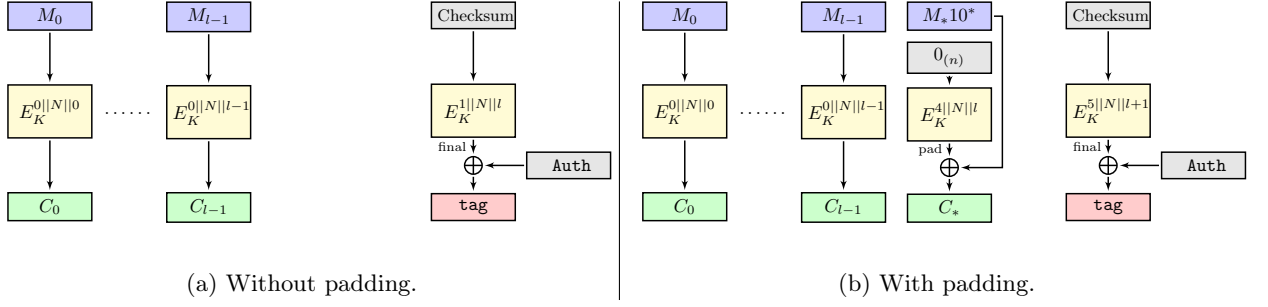 M_0 M_{l-1} Checksum
E_K^{0||N||0} ...... E_K^{0||N||l-1} E_K^{1||N||l}
final
Auth
C_0 C_{l-1} tag
(a) Without padding.
M_0 M_{l-1} M_*10^* Checksum
0_{(n)}
E_K^{0||N||0} ...... E_K^{0||N||l-1} E_K^{4||N||l} E_K^{5||N||l+1}
pad final
Auth
C_0 C_{l-1} C_* tag
(b) With padding.